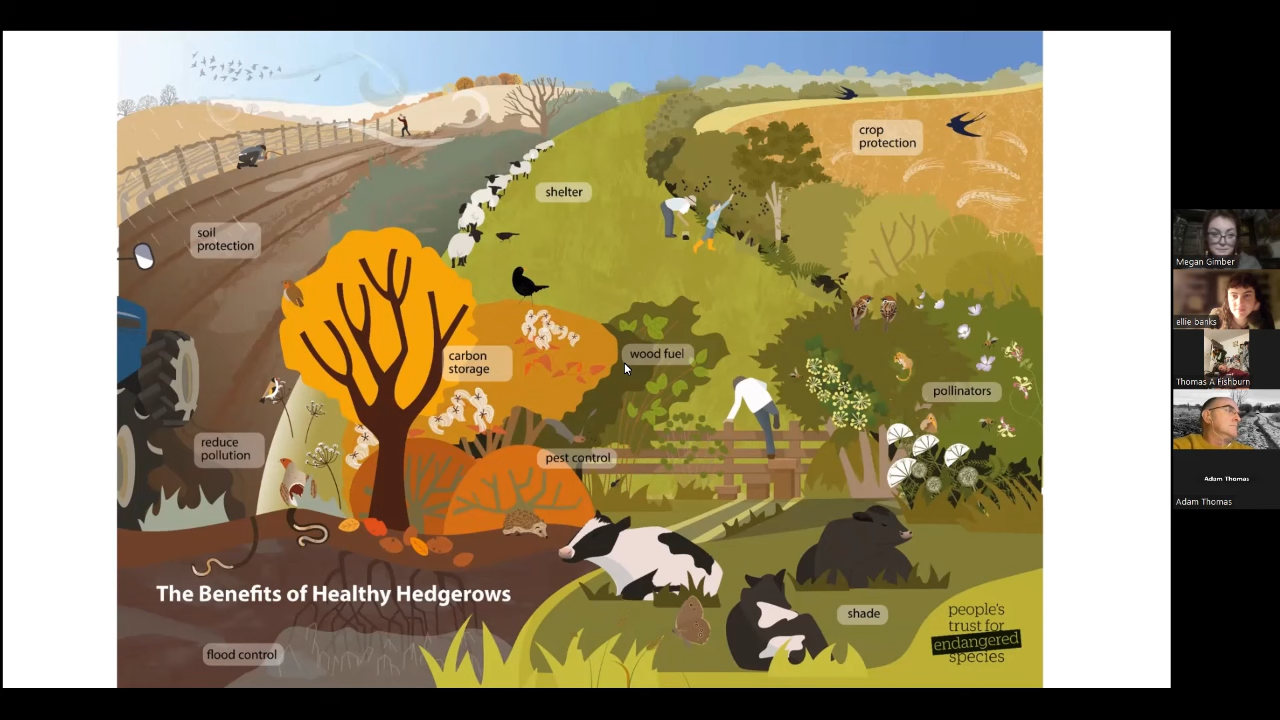 crop
protection
shelter
soil
protection
carbon
storage
wood fuel
pollinators
reduce
pollution
pest control
The Benefits of Healthy Hedgerows
shade
people's
trust for
endangered
species
flood control
Megan Gimber
ellie banks
Thomas A Fishburn
Adam Thomas
Adam Thomas